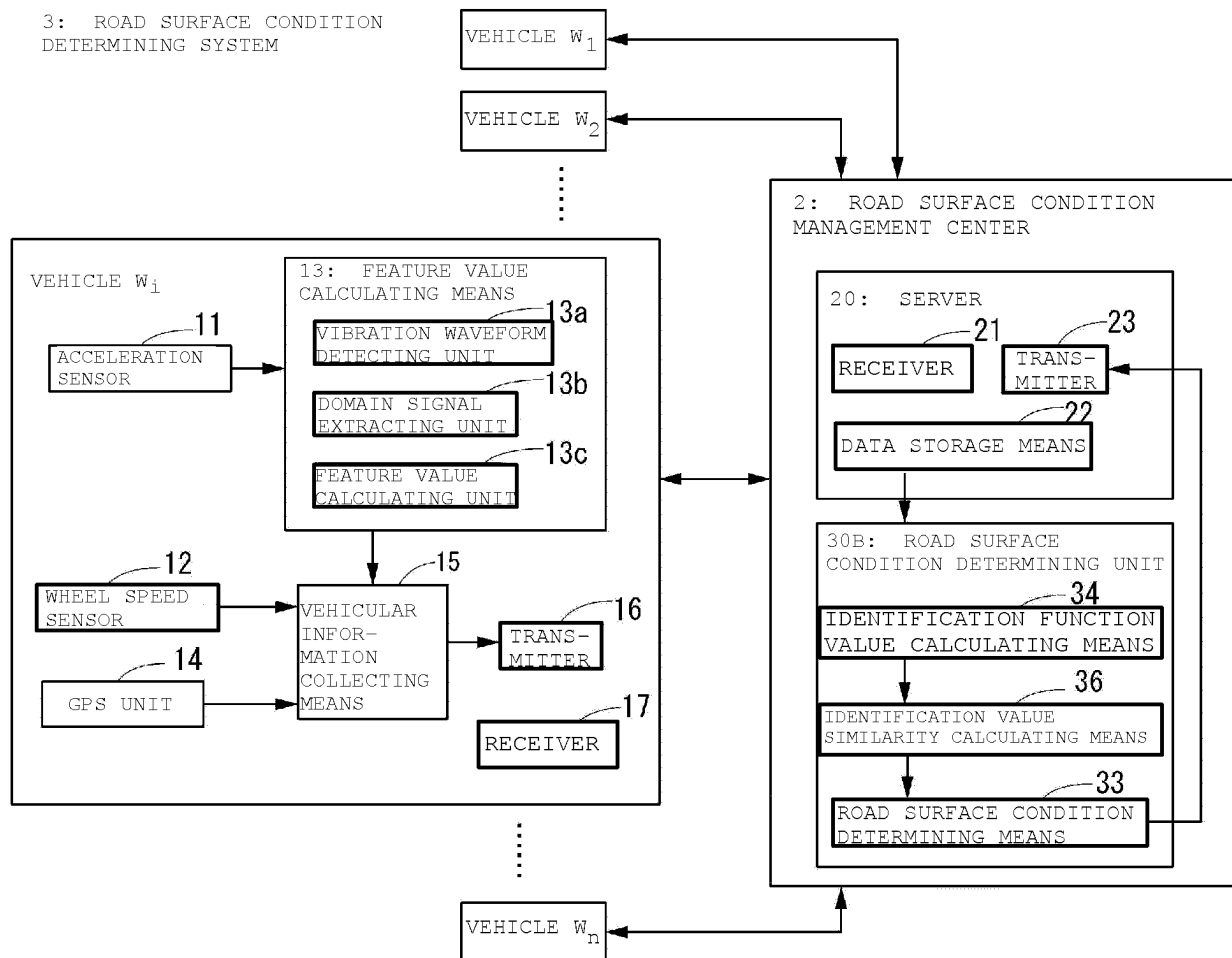 3: ROAD SURFACE CONDITION
DETERMINING SYSTEM
VEHICLE W1
VEHICLE W2
VEHICLE Wi
11
ACCELERATION
SENSOR
13: FEATURE VALUE
CALCULATING MEANS
13a
VIBRATION WAVEFORM
DETECTING UNIT
13b
DOMAIN SIGNAL
EXTRACTING UNIT
13c
FEATURE VALUE
CALCULATING UNIT
12
WHEEL SPEED
SENSOR
14
GPS UNIT
15
VEHICULAR
INFOR-
MATION
COLLECTING
MEANS
16
TRANS-
MITTER
17
RECEIVER
2: ROAD SURFACE CONDITION
MANAGEMENT CENTER
20: SERVER
21
RECEIVER
23
TRANS-
MITTER
22
DATA STORAGE MEANS
30B: ROAD SURFACE
CONDITION DETERMINING UNIT
34
IDENTIFICATION FUNCTION
VALUE CALCULATING MEANS
36
IDENTIFICATION VALUE
SIMILARITY CALCULATING MEANS
33
ROAD SURFACE CONDITION
DETERMINING MEANS
VEHICLE Wn